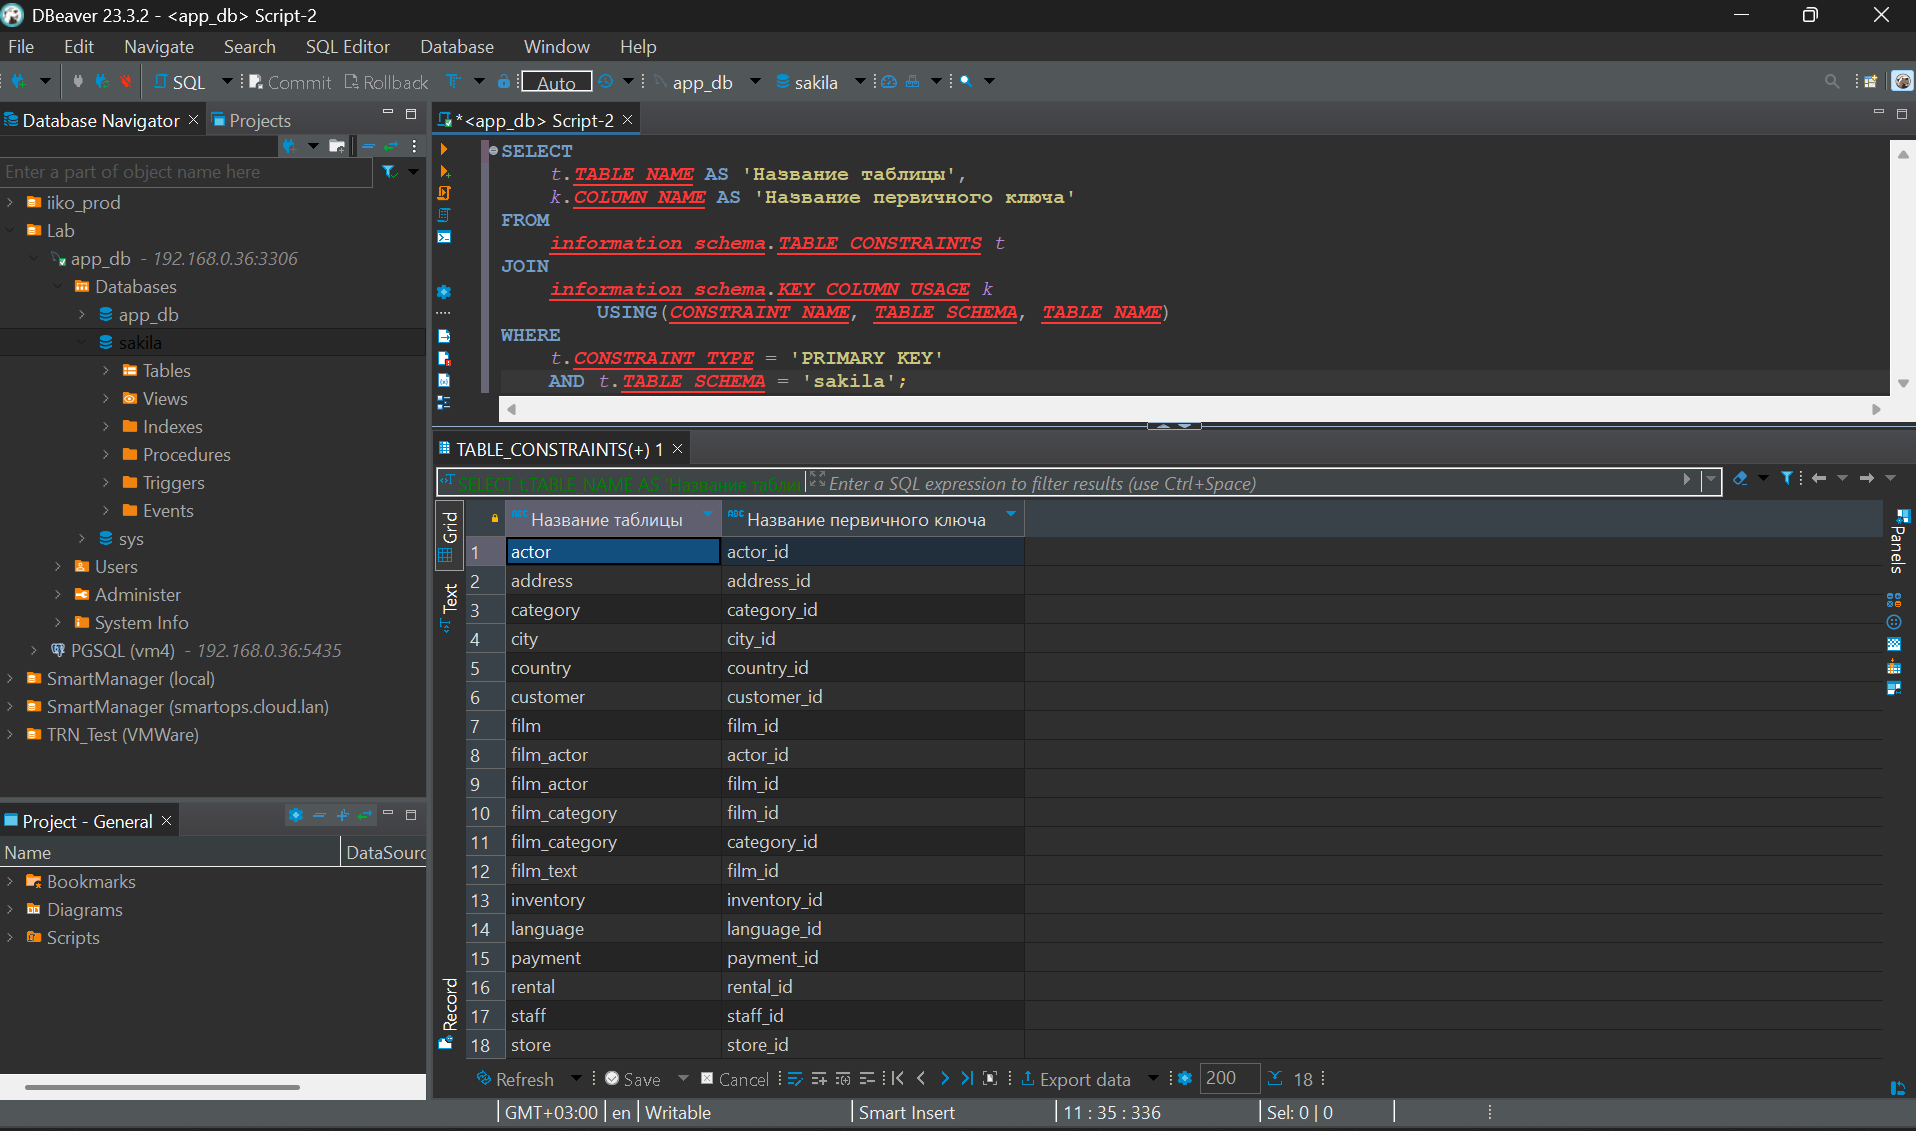 DBeaver 23.3.2 - <app_db> Script-2
File Edit Navigate Search SQL Editor Database Window Help
SQL Commit Rollback Auto app_db sakila
Database Navigator Projects
Enter a part of object name here
iiko_prod
Lab
app_db - 192.168.0.36:3306
Databases
app_db
sakila
Tables
Views
Indexes
Procedures
Triggers
Events
sys
Users
Administer
System Info
PGSQL (vm4) - 192.168.0.36:5435
SmartManager (local)
SmartManager (smartops.cloud.lan)
TRN_Test (VMWare)
Project - General
Name DataSourc
Bookmarks
Diagrams
Scripts
*<app_db> Script-2
SELECT
t.TABLE_NAME AS 'Название таблицы',
k.COLUMN_NAME AS 'Название первичного ключа'
FROM
information_schema.TABLE_CONSTRAINTS t
JOIN
information_schema.KEY_COLUMN_USAGE k
USING(CONSTRAINT_NAME, TABLE_SCHEMA, TABLE_NAME)
WHERE
t.CONSTRAINT_TYPE = 'PRIMARY KEY'
AND t.TABLE_SCHEMA = 'sakila';
TABLE_CONSTRAINTS(+) 1
SELECT t.TABLE_NAME AS 'Название таблиц Enter a SQL expression to filter results (use Ctrl+Space)
Grid
Text
Record
Panels
Название таблицы Название первичного ключа
1 actor actor_id
2 address address_id
3 category category_id
4 city city_id
5 country country_id
6 customer customer_id
7 film film_id
8 film_actor actor_id
9 film_actor film_id
10 film_category film_id
11 film_category category_id
12 film_text film_id
13 inventory inventory_id
14 language language_id
15 payment payment_id
16 rental rental_id
17 staff staff_id
18 store store_id
Refresh Save Cancel Export data 200 18
GMT+03:00 en Writable Smart Insert 11 : 35 : 336 Sel: 0 | 0